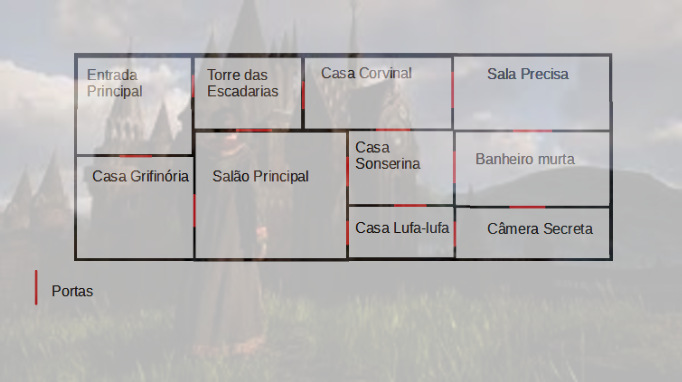 Entrada
Principal
Torre das
Escadarias
Casa Corvinal
Sala Precisa
Casa Grifinória
Salão Principal
Casa
Sonserina
Banheiro murta
Casa Lufa-lufa
Câmera Secreta
Portas